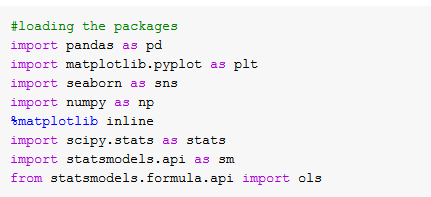 #loading the packages
import pandas as pd
import matplotlib.pyplot as plt
import seaborn as sns
import numpy as np
%matplotlib inline
import scipy.stats as stats
import statsmodels.api as sm
from statsmodels.formula.api import ols